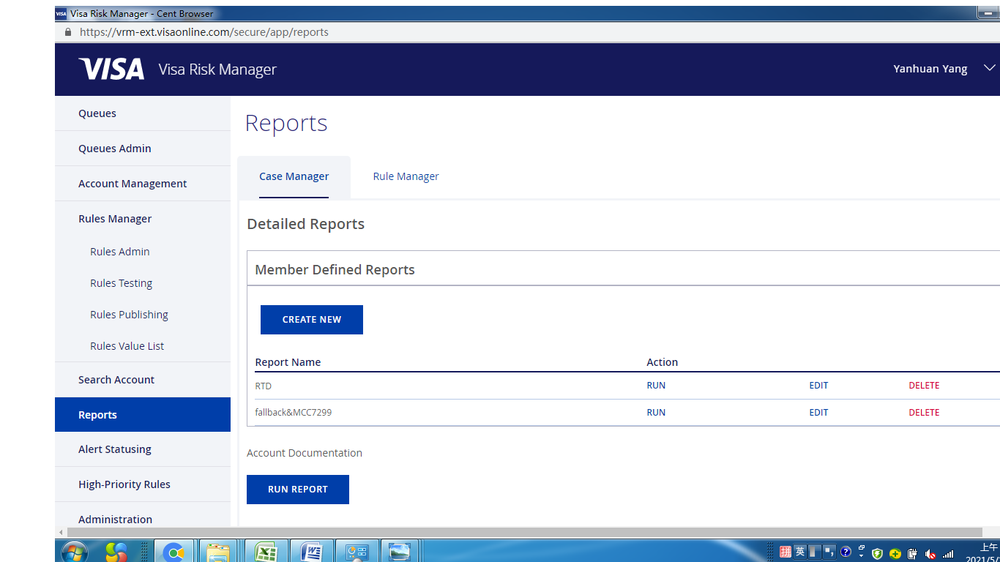 VISA Visa Risk Manager - Cent Browser
https://vrm-ext.visaonline.com/secure/app/reports
VISA Visa Risk Manager
Yanhuan Yang
Queues
Queues Admin
Account Management
Rules Manager
Rules Admin
Rules Testing
Rules Publishing
Rules Value List
Search Account
Reports
Alert Statusing
High-Priority Rules
Administration
Reports
Case Manager Rule Manager
Detailed Reports
Member Defined Reports
CREATE NEW
Report Name Action
RTD RUN EDIT DELETE
fallback&MCC7299 RUN EDIT DELETE
Account Documentation
RUN REPORT
拼 英
上午
2021/5/